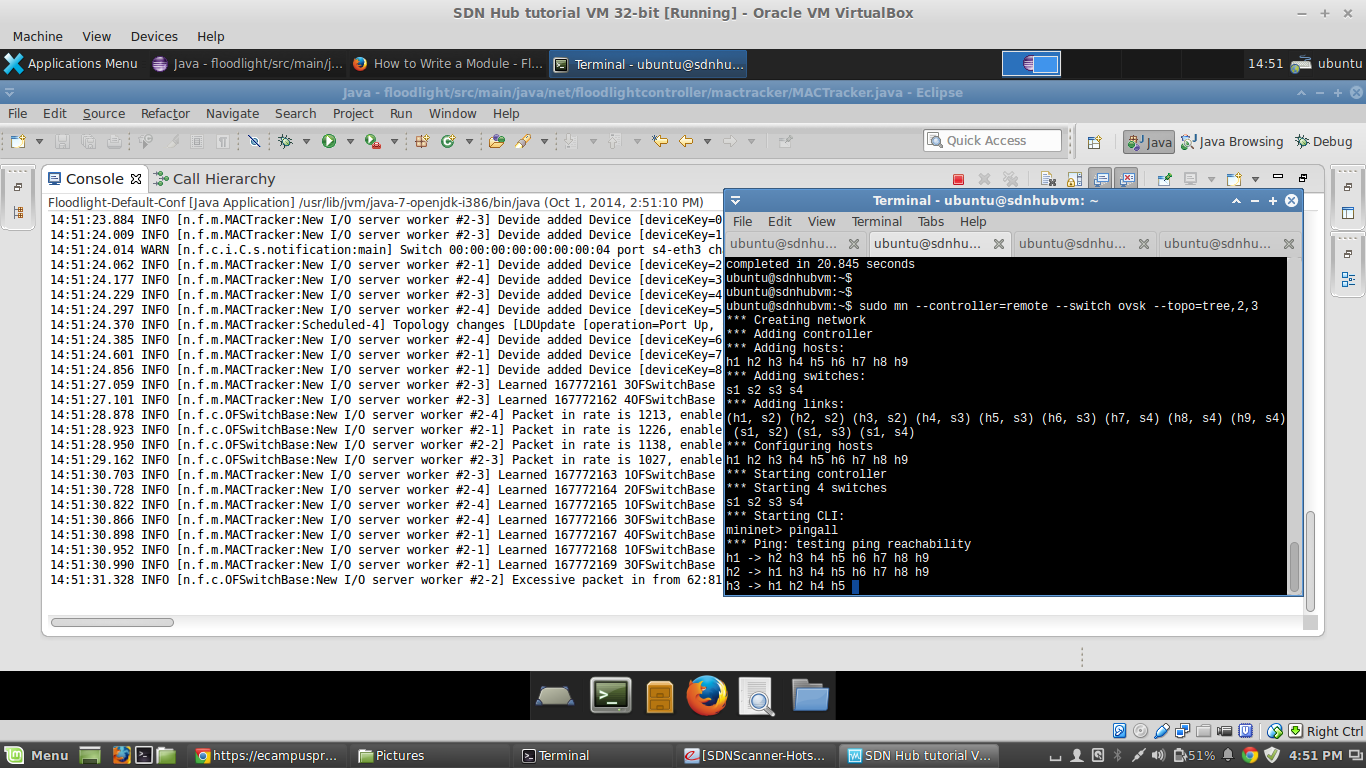 SDN Hub tutorial VM 32-bit [Running] - Oracle VM VirtualBox
Machine View Devices Help
Applications Menu Java - floodlight/src/main/j... How to Write a Module - Fl... Terminal - ubuntu@sdnhu... 14:51 ubuntu
Java - floodlight/src/main/java/net/floodlightcontroller/mactracker/MACTracker.java - Eclipse
File Edit Source Refactor Navigate Search Project Run Window Help
Quick Access Java Java Browsing Debug
Console Call Hierarchy
Floodlight-Default-Conf [Java Application] /usr/lib/jvm/java-7-openjdk-i386/bin/java (Oct 1, 2014, 2:51:10 PM)
14:51:23.884 INFO [n.f.m.MACTracker:New I/O server worker #2-3] Devide added Device [deviceKey=0
14:51:24.009 INFO [n.f.m.MACTracker:New I/O server worker #2-3] Devide added Device [deviceKey=1
14:51:24.014 WARN [n.f.c.i.C.s.notification:main] Switch 00:00:00:00:00:00:00:04 port s4-eth3 ch
14:51:24.062 INFO [n.f.m.MACTracker:New I/O server worker #2-1] Devide added Device [deviceKey=2
14:51:24.177 INFO [n.f.m.MACTracker:New I/O server worker #2-4] Devide added Device [deviceKey=3
14:51:24.229 INFO [n.f.m.MACTracker:New I/O server worker #2-3] Devide added Device [deviceKey=4
14:51:24.297 INFO [n.f.m.MACTracker:New I/O server worker #2-4] Devide added Device [deviceKey=5
14:51:24.370 INFO [n.f.m.MACTracker:Scheduled-4] Topology changes [LDUpdate [operation=Port Up,
14:51:24.385 INFO [n.f.m.MACTracker:New I/O server worker #2-4] Devide added Device [deviceKey=6
14:51:24.601 INFO [n.f.m.MACTracker:New I/O server worker #2-1] Devide added Device [deviceKey=7
14:51:24.856 INFO [n.f.m.MACTracker:New I/O server worker #2-1] Devide added Device [deviceKey=8
14:51:27.059 INFO [n.f.m.MACTracker:New I/O server worker #2-3] Learned 167772161 3OFSwitchBase
14:51:27.101 INFO [n.f.m.MACTracker:New I/O server worker #2-3] Learned 167772162 4OFSwitchBase
14:51:28.878 INFO [n.f.c.OFSwitchBase:New I/O server worker #2-4] Packet in rate is 1213, enable
14:51:28.923 INFO [n.f.c.OFSwitchBase:New I/O server worker #2-1] Packet in rate is 1226, enable
14:51:28.950 INFO [n.f.c.OFSwitchBase:New I/O server worker #2-2] Packet in rate is 1138, enable
14:51:29.162 INFO [n.f.c.OFSwitchBase:New I/O server worker #2-3] Packet in rate is 1027, enable
14:51:30.703 INFO [n.f.m.MACTracker:New I/O server worker #2-3] Learned 167772163 1OFSwitchBase
14:51:30.728 INFO [n.f.m.MACTracker:New I/O server worker #2-4] Learned 167772164 2OFSwitchBase
14:51:30.822 INFO [n.f.m.MACTracker:New I/O server worker #2-4] Learned 167772165 1OFSwitchBase
14:51:30.866 INFO [n.f.m.MACTracker:New I/O server worker #2-4] Learned 167772166 3OFSwitchBase
14:51:30.898 INFO [n.f.m.MACTracker:New I/O server worker #2-1] Learned 167772167 4OFSwitchBase
14:51:30.952 INFO [n.f.m.MACTracker:New I/O server worker #2-1] Learned 167772168 1OFSwitchBase
14:51:30.990 INFO [n.f.m.MACTracker:New I/O server worker #2-1] Learned 167772169 3OFSwitchBase
14:51:31.328 INFO [n.f.c.OFSwitchBase:New I/O server worker #2-2] Excessive packet in from 62:81
Terminal - ubuntu@sdnhubvm: ~
File Edit View Terminal Tabs Help
ubuntu@sdnhu... ubuntu@sdnhu... ubuntu@sdnhu... ubuntu@sdnhu...
completed in 20.845 seconds
ubuntu@sdnhubvm:~$
ubuntu@sdnhubvm:~$
ubuntu@sdnhubvm:~$ sudo mn --controller=remote --switch ovsk --topo=tree,2,3
*** Creating network
*** Adding controller
*** Adding hosts:
h1 h2 h3 h4 h5 h6 h7 h8 h9
*** Adding switches:
s1 s2 s3 s4
*** Adding links:
(h1, s2) (h2, s2) (h3, s2) (h4, s3) (h5, s3) (h6, s3) (h7, s4) (h8, s4) (h9, s4)
(s1, s2) (s1, s3) (s1, s4)
*** Configuring hosts
h1 h2 h3 h4 h5 h6 h7 h8 h9
*** Starting controller
*** Starting 4 switches
s1 s2 s3 s4
*** Starting CLI:
mininet> pingall
*** Ping: testing ping reachability
h1 -> h2 h3 h4 h5 h6 h7 h8 h9
h2 -> h1 h3 h4 h5 h6 h7 h8 h9
h3 -> h1 h2 h4 h5
Right Ctrl
Menu https://ecampuspr... Pictures Terminal [SDNScanner-Hots... SDN Hub tutorial V... 51% 4:51 PM